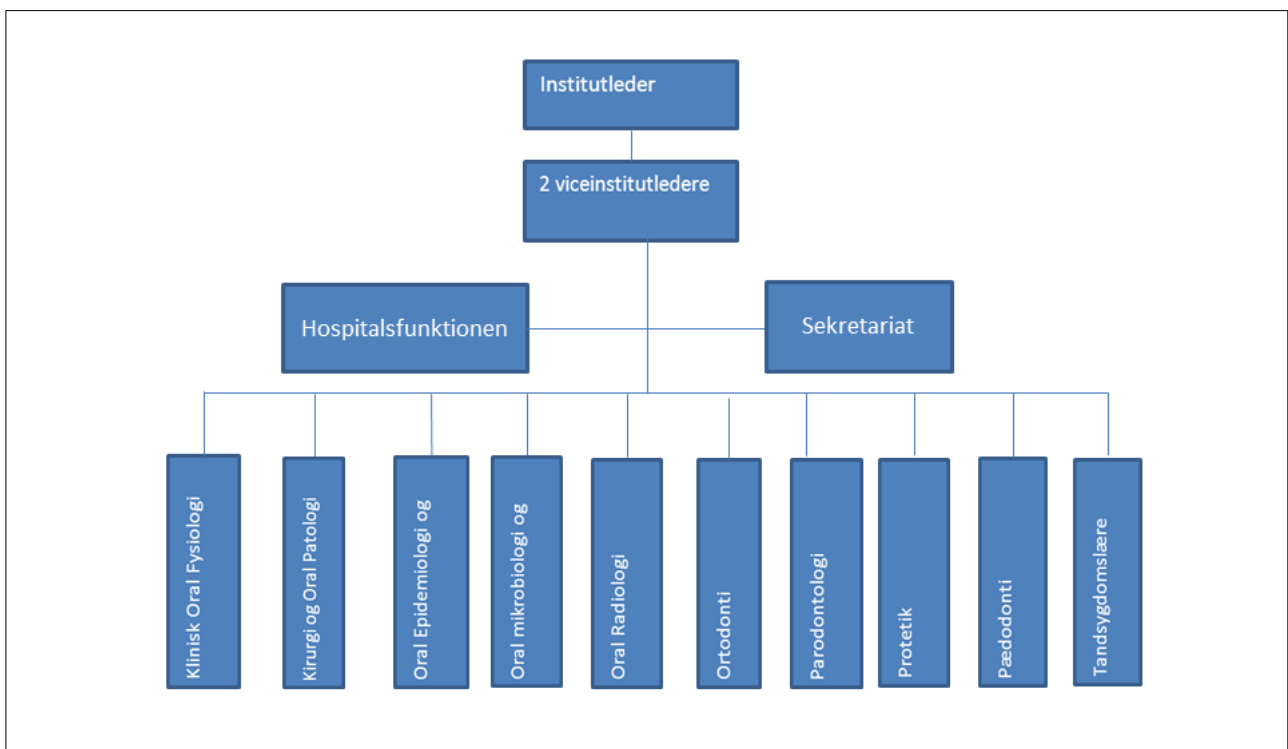 Institutleder
2 viceinstitutledere
Hospitalsfunktionen
Sekretariat
Klinisk Oral Fysiologi
Kirurgi og Oral Patologi
Oral Epidemiologi og
Oral mikrobiologi og
Oral Radiologi
Ortodonti
Parodontologi
Protetik
Pædodonti
Tandsygdomslære